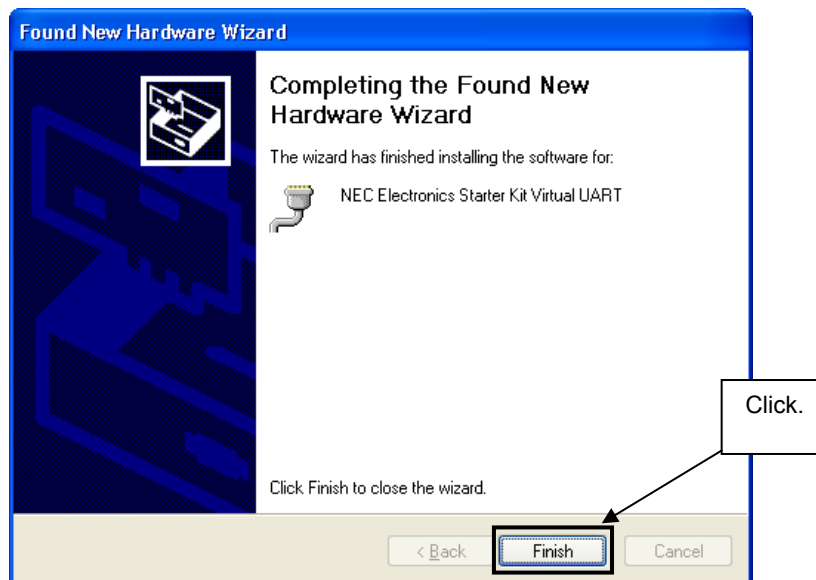 Found New Hardware Wizard
Completing the Found New
Hardware Wizard
The wizard has finished installing the software for:
NEC Electronics Starter Kit Virtual UART
Click.
Click Finish to close the wizard.
< Back Finish Cancel